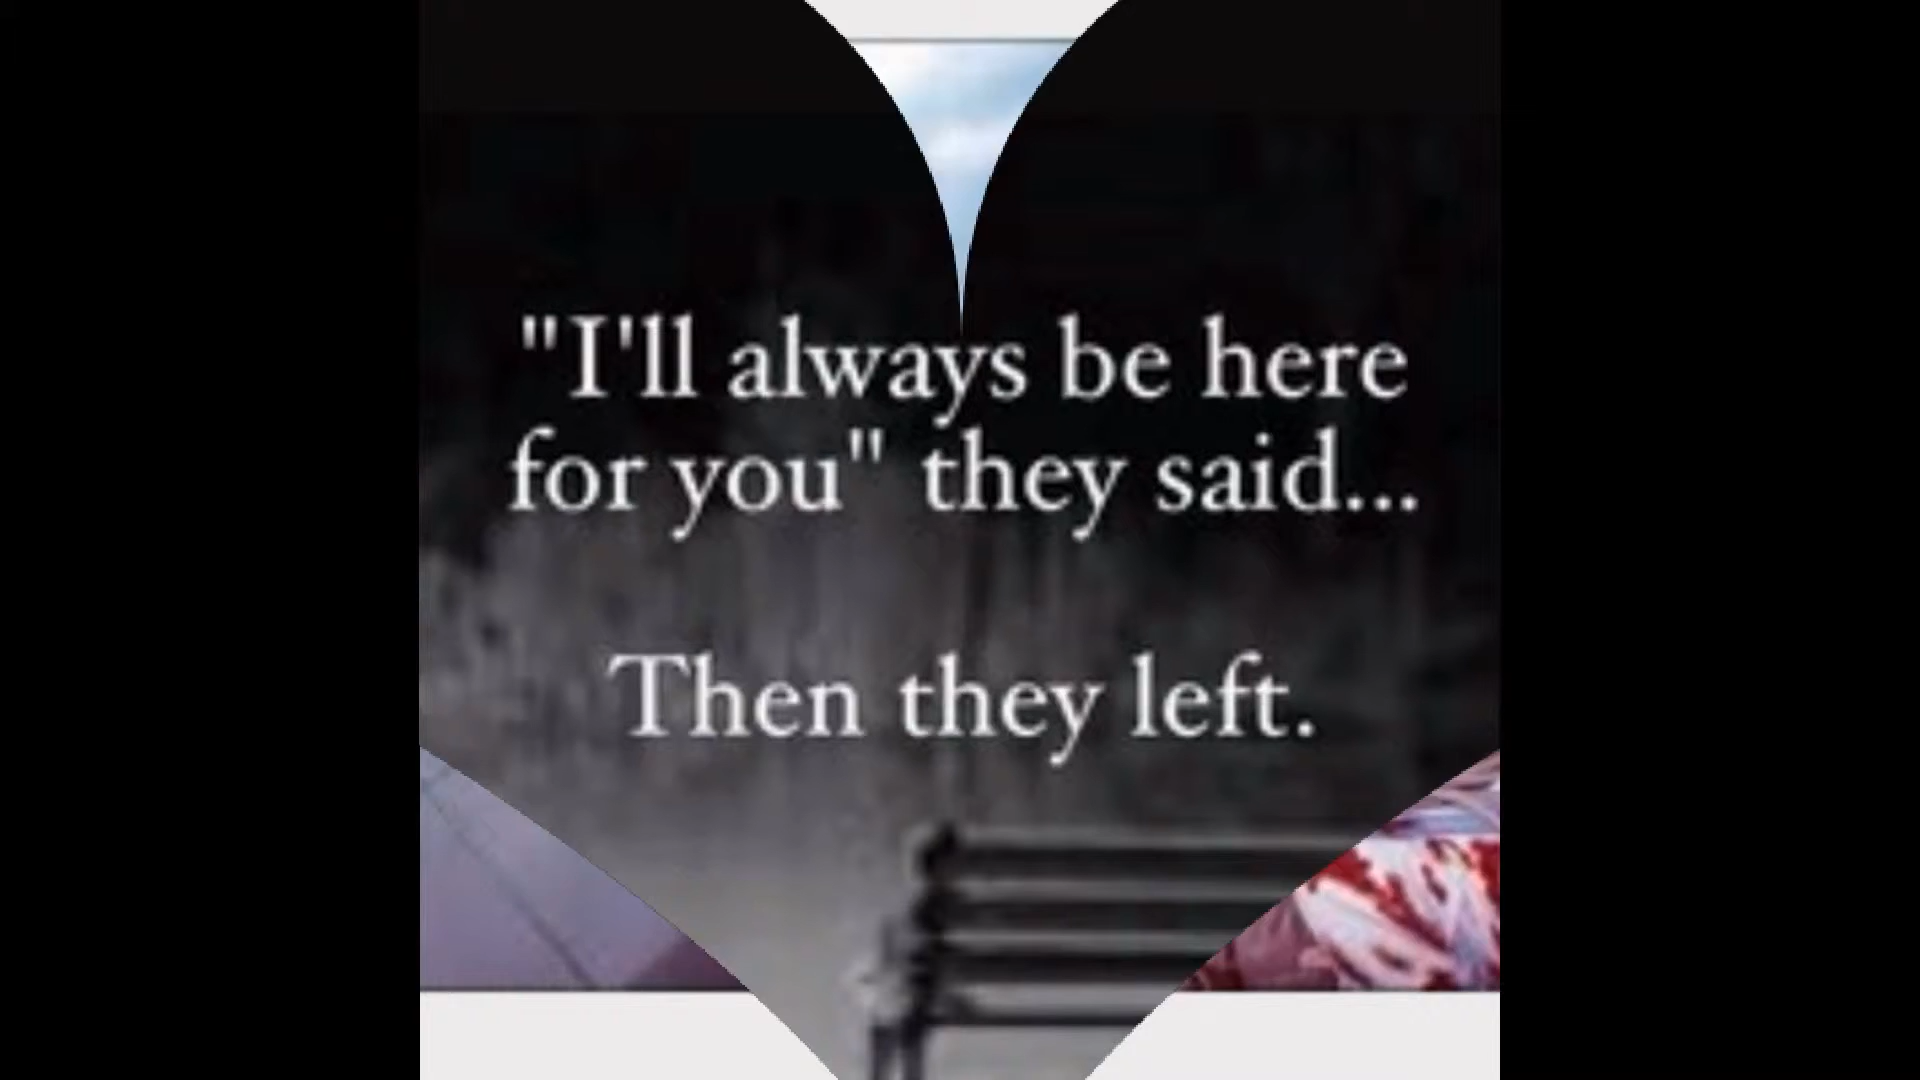 "I'll always be here
for you" they said...
Then they left.